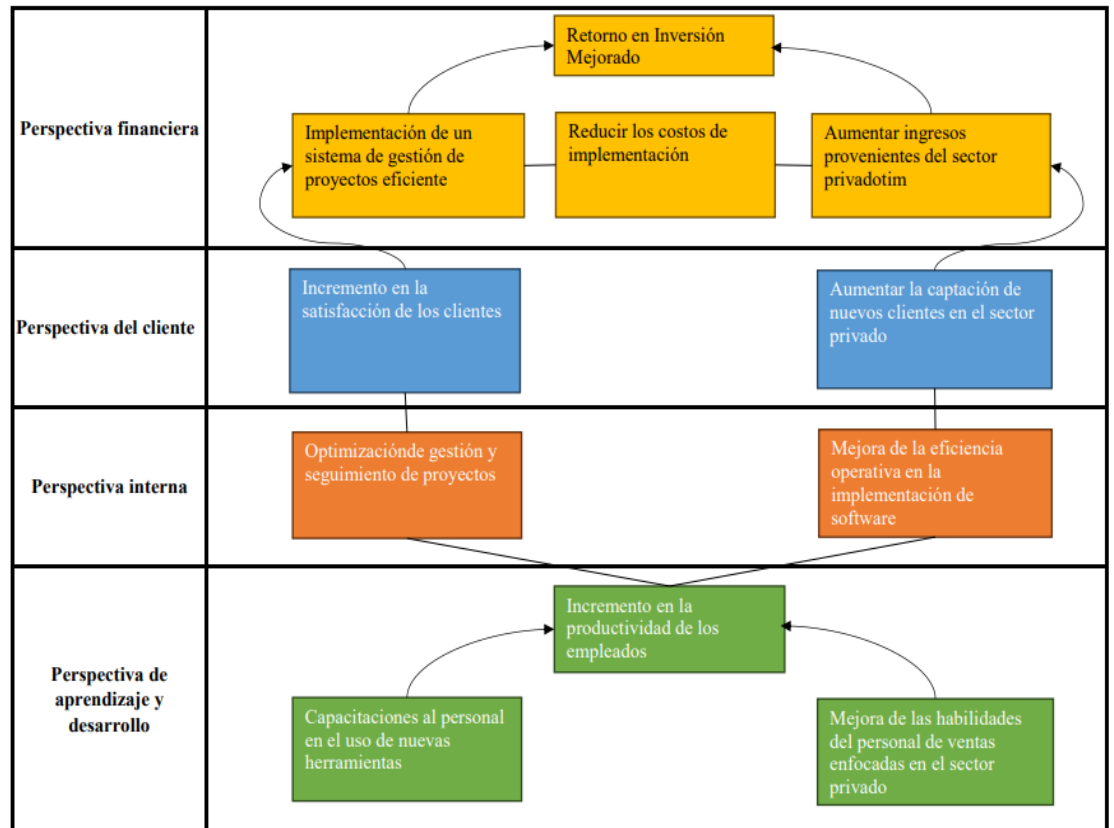 Perspectiva financiera
Retorno en Inversión
Mejorado
Implementación de un
sistema de gestión de
proyectos eficiente
Reducir los costos de
implementación
Aumentar ingresos
provenientes del sector
privadotim
Perspectiva del cliente
Incremento en la
satisfacción de los clientes
Aumentar la captación de
nuevos clientes en el sector
privado
Perspectiva interna
Optimizaciónde gestión y
seguimiento de proyectos
Mejora de la eficiencia
operativa en la
implementación de
software
Perspectiva de
aprendizaje y
desarrollo
Incremento en la
productividad de los
empleados
Capacitaciones al personal
en el uso de nuevas
herramientas
Mejora de las habilidades
del personal de ventas
enfocadas en el sector
privado